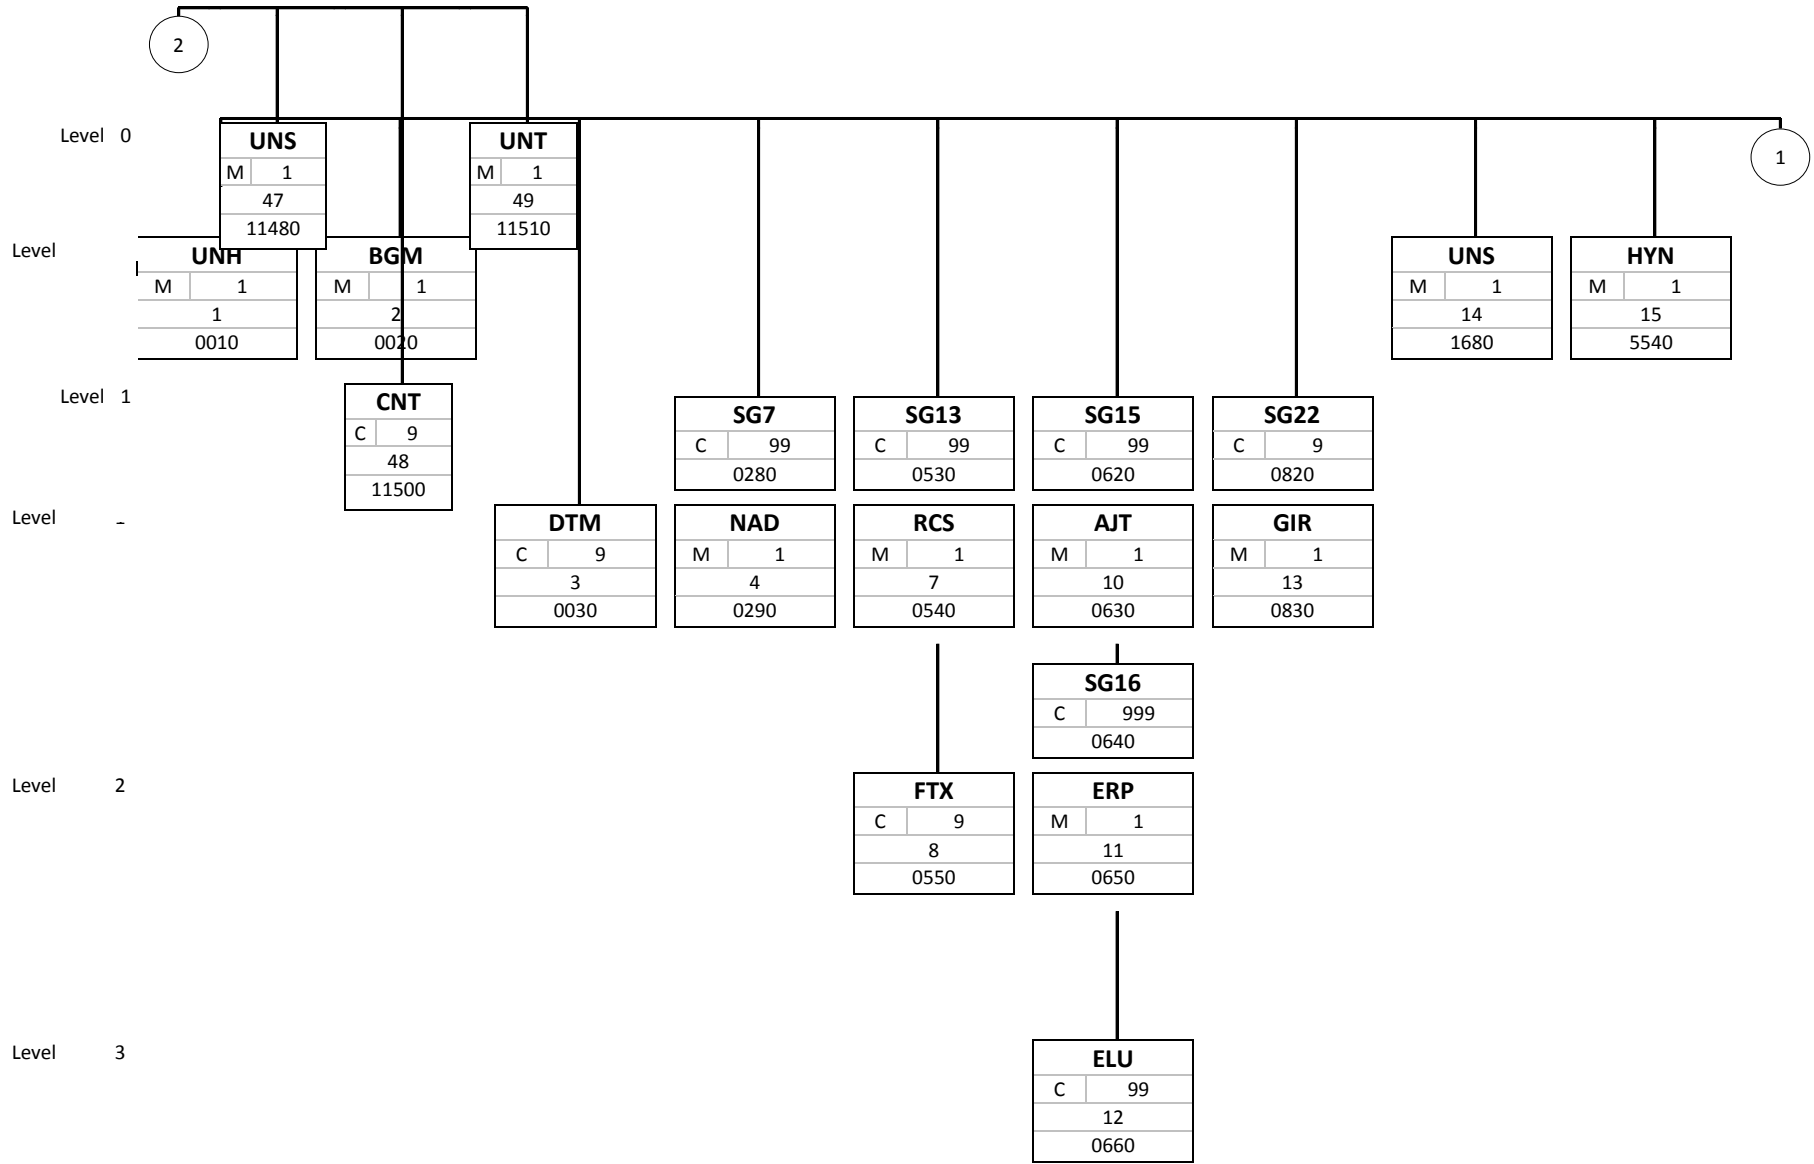 2
Level 0
UNS
M 1
47
11480
UNT
M 1
49
11510
1
Level
UNH
M 1
1
0010
BGM
M 1
2
0020
UNS
M 1
14
1680
HYN
M 1
15
5540
Level 1
CNT
C 9
48
11500
SG7
C 99
0280
SG13
C 99
0530
SG15
C 99
0620
SG22
C 9
0820
Level
DTM
C 9
3
0030
NAD
M 1
4
0290
RCS
M 1
7
0540
AJT
M 1
10
0630
GIR
M 1
13
0830
SG16
C 999
0640
Level 2
FTX
C 9
8
0550
ERP
M 1
11
0650
Level 3
ELU
C 99
12
0660